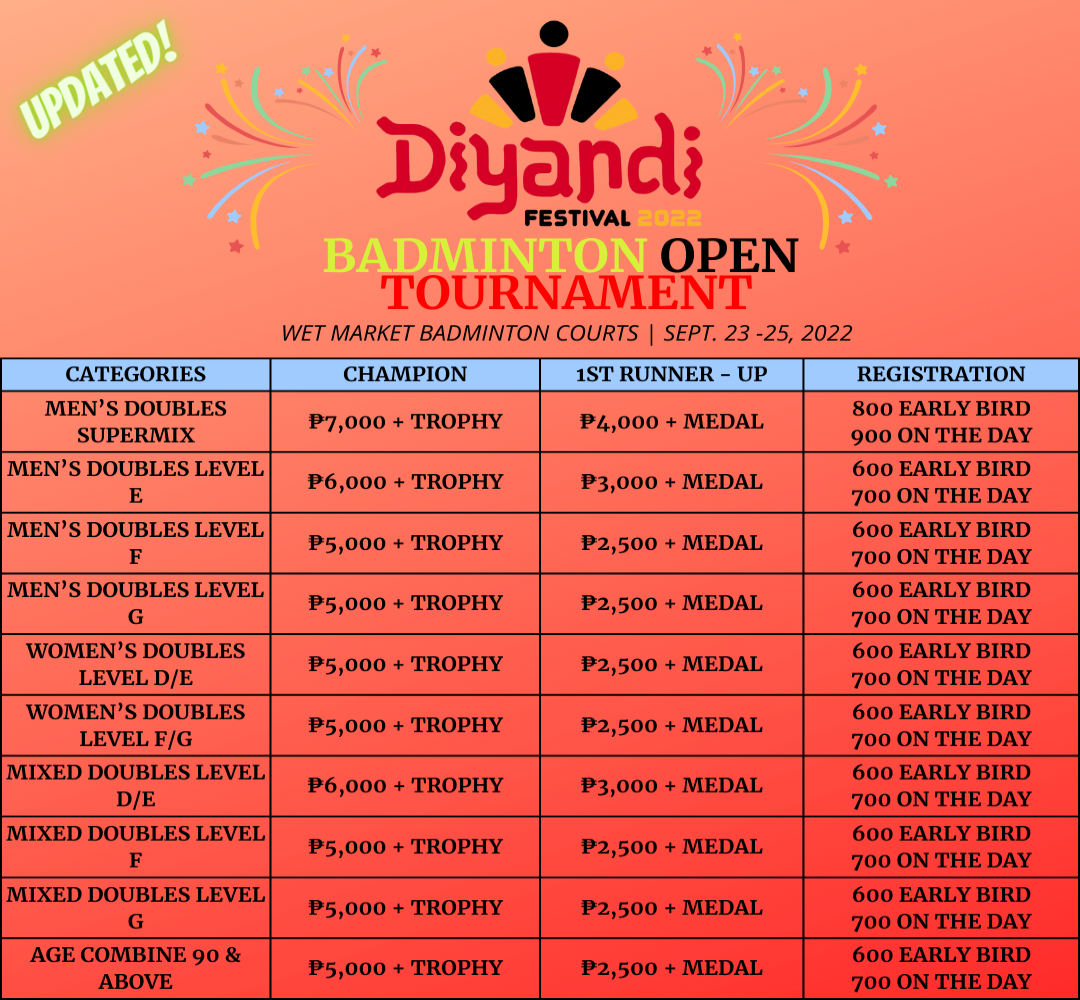 UPDATED!
Diyandi
FESTIVAL 2022
BADMINTON OPEN
TOURNAMENT
WET MARKET BADMINTON COURTS | SEPT. 23 -25, 2022
CATEGORIES CHAMPION 1ST RUNNER – UP REGISTRATION
MEN'S DOUBLES
SUPERMIX
₱7,000 + TROPHY
₱4,000 + MEDAL
800 EARLY BIRD
900 ON THE DAY
MEN'S DOUBLES LEVEL
E
₱6,000 + TROPHY
₱3,000 + MEDAL
600 EARLY BIRD
700 ON THE DAY
MEN'S DOUBLES LEVEL
F
₱5,000 + TROPHY
₱2,500 + MEDAL
600 EARLY BIRD
700 ON THE DAY
MEN'S DOUBLES LEVEL
G
₱5,000 + TROPHY
₱2,500 + MEDAL
600 EARLY BIRD
700 ON THE DAY
WOMEN'S DOUBLES
LEVEL D/E
₱5,000 + TROPHY
₱2,500 + MEDAL
600 EARLY BIRD
700 ON THE DAY
WOMEN'S DOUBLES
LEVEL F/G
₱5,000 + TROPHY
₱2,500 + MEDAL
600 EARLY BIRD
700 ON THE DAY
MIXED DOUBLES LEVEL
D/E
₱6,000 + TROPHY
₱3,000 + MEDAL
600 EARLY BIRD
700 ON THE DAY
MIXED DOUBLES LEVEL
F
₱5,000 + TROPHY
₱2,500 + MEDAL
600 EARLY BIRD
700 ON THE DAY
MIXED DOUBLES LEVEL
G
₱5,000 + TROPHY
₱2,500 + MEDAL
600 EARLY BIRD
700 ON THE DAY
AGE COMBINE 90 &
ABOVE
₱5,000 + TROPHY
₱2,500 + MEDAL
600 EARLY BIRD
700 ON THE DAY